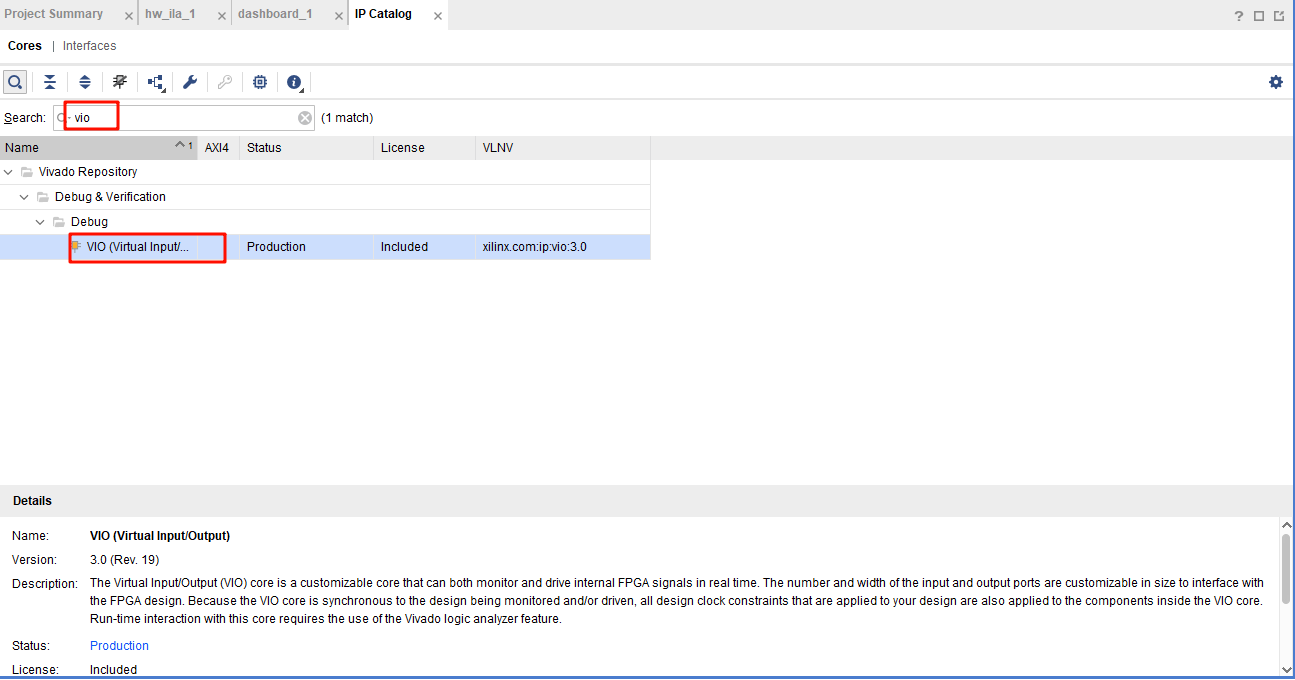 Project Summary × hw_ila_1 × dashboard_1 × IP Catalog × ?
Cores | Interfaces
Search: vio (1 match)
Name 1 AXI4 Status License VLNV
Vivado Repository
Debug & Verification
Debug
VIO (Virtual Input/... Production Included xilinx.com:ip:vio:3.0
Details
Name: VIO (Virtual Input/Output)
Version: 3.0 (Rev. 19)
Description: The Virtual Input/Output (VIO) core is a customizable core that can both monitor and drive internal FPGA signals in real time. The number and width of the input and output ports are customizable in size to interface with
the FPGA design. Because the VIO core is synchronous to the design being monitored and/or driven, all design clock constraints that are applied to your design are also applied to the components inside the VIO core.
Run-time interaction with this core requires the use of the Vivado logic analyzer feature.
Status: Production
License: Included